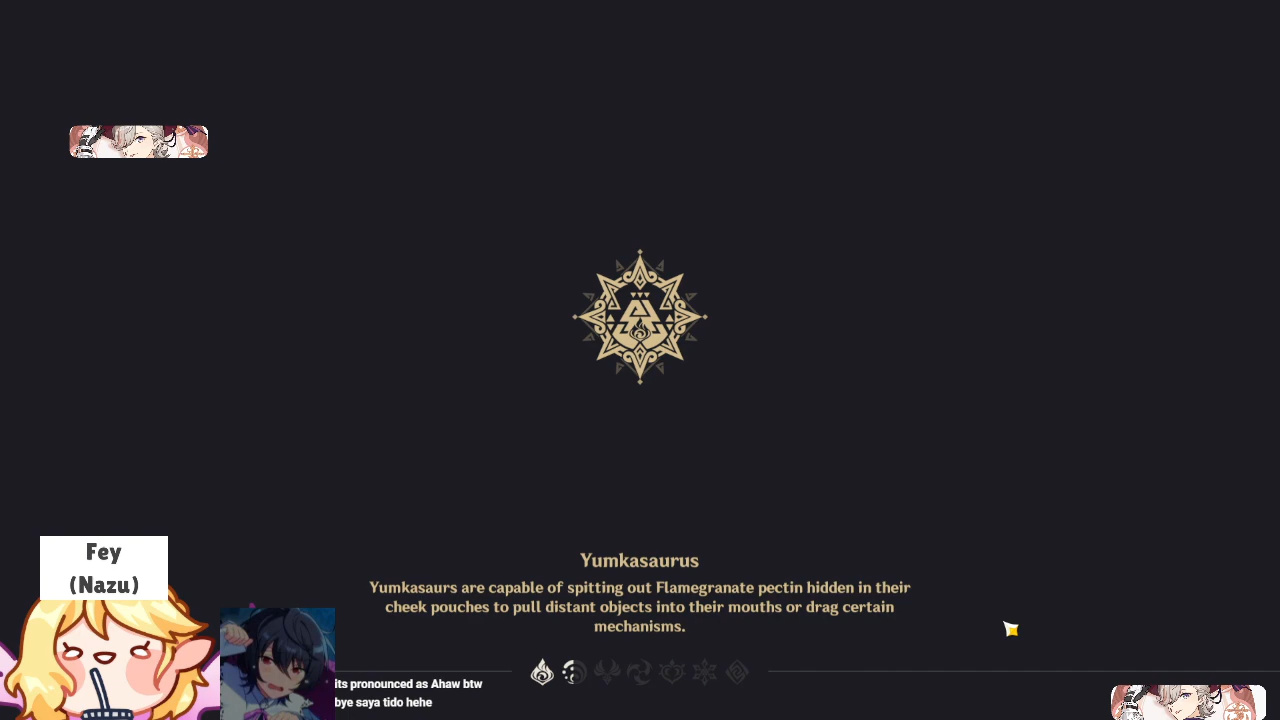 Fey
(Nazu)
Yumkasaurus
Yumkasaurs are capable of spitting out Flamegranate pectin hidden in their
cheek pouches to pull distant objects into their mouths or drag certain
mechanisms.
its pronounced as Ahaw btw
bye saya tido hehe